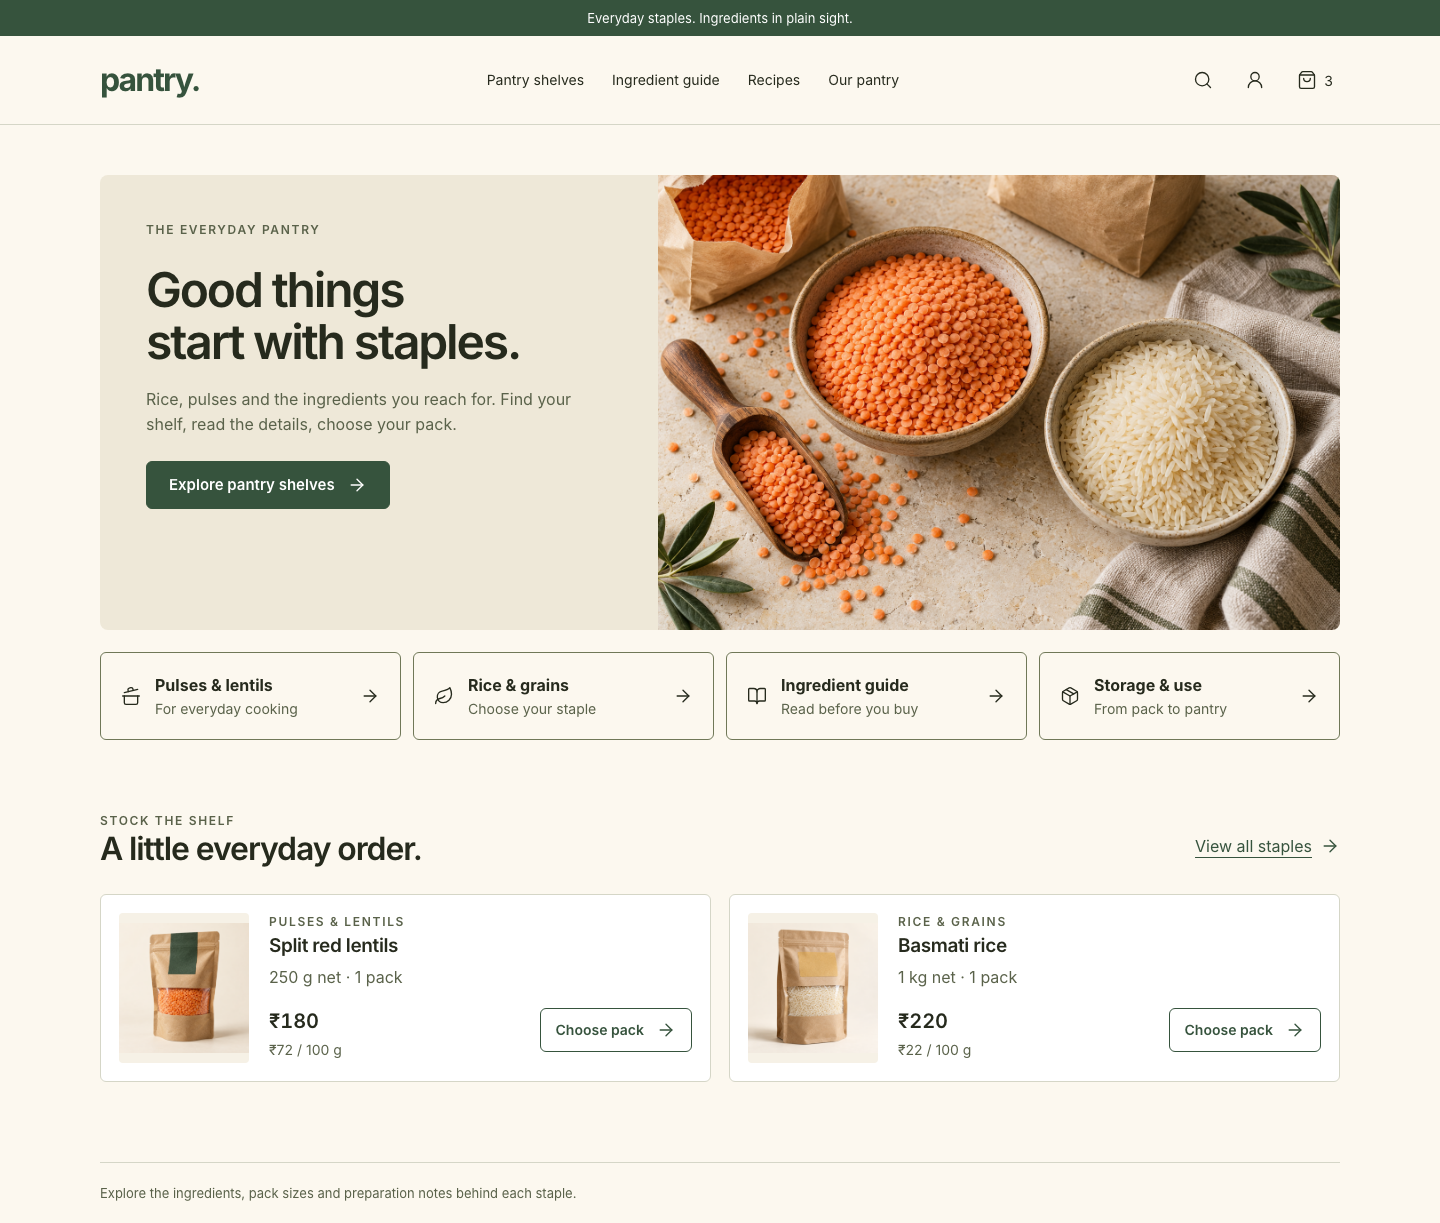 Everyday staples. Ingredients in plain sight.
pantry.
Pantry shelves
Ingredient guide
Recipes
Our pantry
3
THE EVERYDAY PANTRY
Good things
start with staples.
Rice, pulses and the ingredients you reach for. Find your
shelf, read the details, choose your pack.
Explore pantry shelves
Pulses & lentils
For everyday cooking
Rice & grains
Choose your staple
Ingredient guide
Read before you buy
Storage & use
From pack to pantry
STOCK THE SHELF
A little everyday order.
View all staples
PULSES & LENTILS
Split red lentils
250 g net · 1 pack
₹180
₹72 / 100 g
Choose pack
RICE & GRAINS
Basmati rice
1 kg net · 1 pack
₹220
₹22 / 100 g
Choose pack
Explore the ingredients, pack sizes and preparation notes behind each staple.